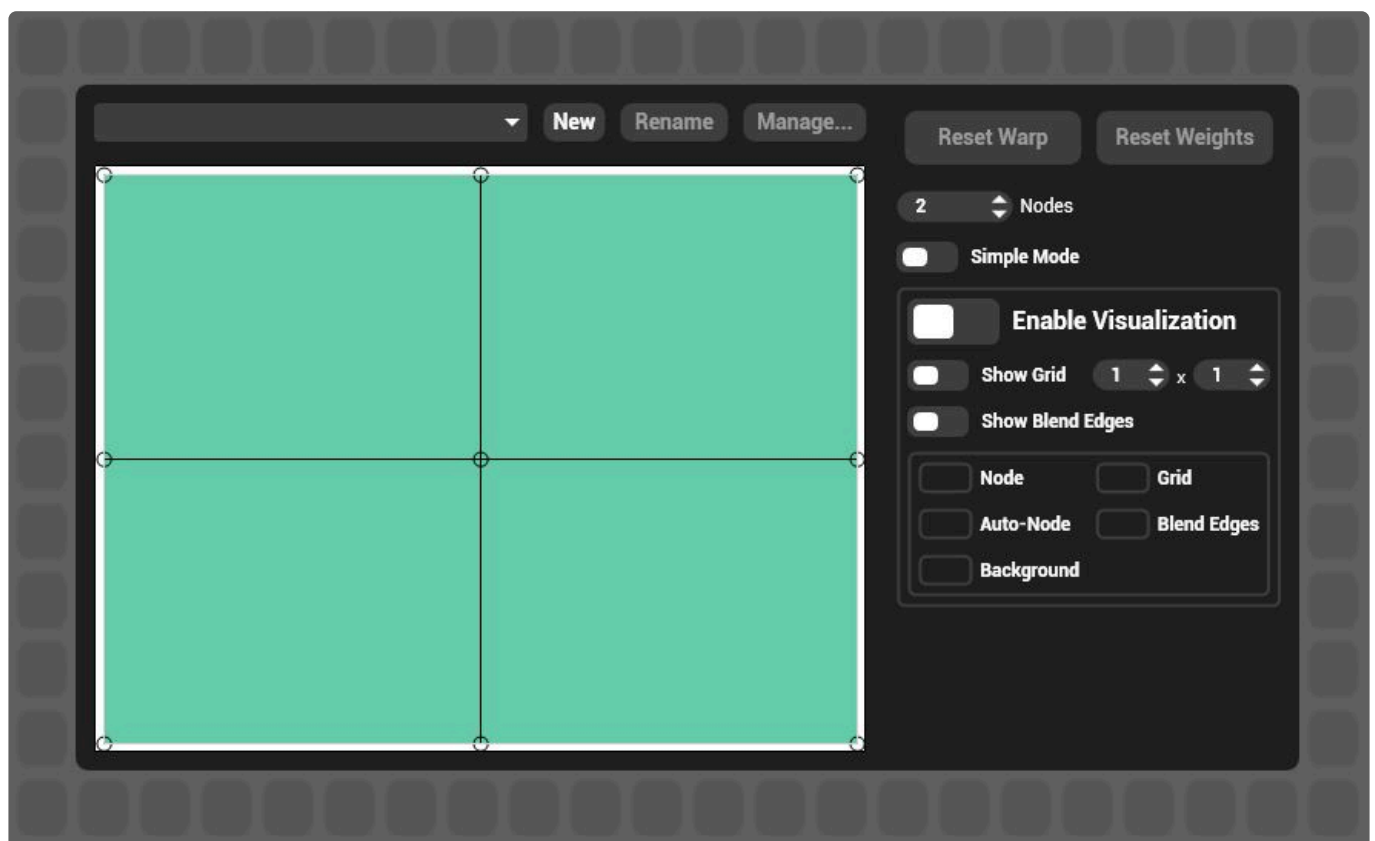 New Rename Manage...
Reset Warp Reset Weights
2 Nodes
Simple Mode
Enable Visualization
Show Grid 1 x 1
Show Blend Edges
Node Grid
Auto-Node Blend Edges
Background